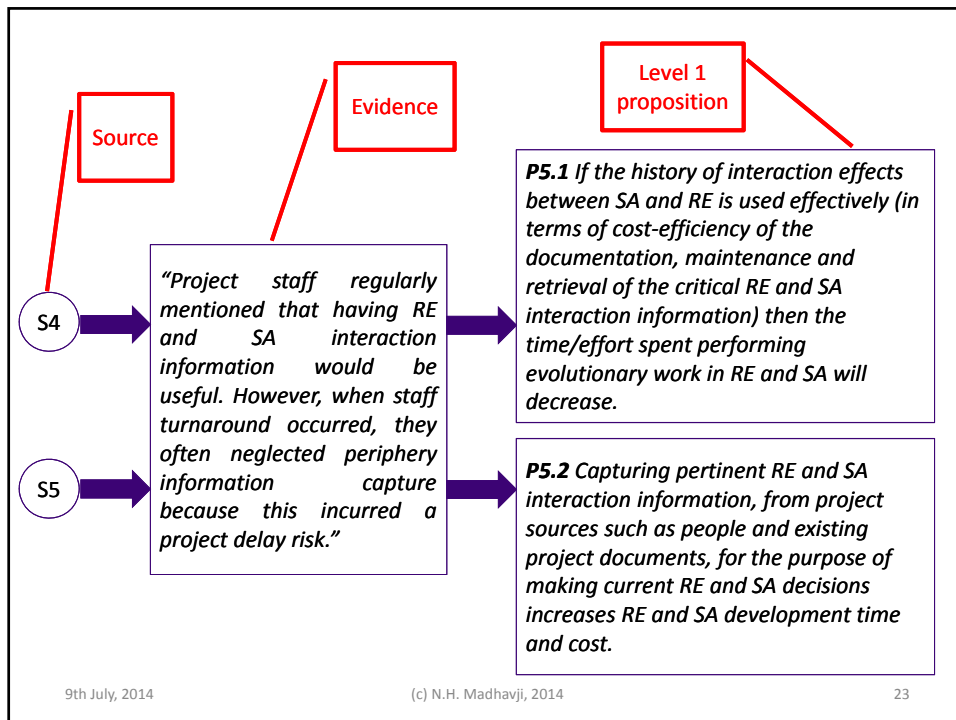 Source
Evidence
Level 1
proposition
S4
S5
“Project staff regularly
mentioned that having RE
and SA interaction
information would be
useful. However, when staff
turnaround occurred, they
often neglected periphery
information capture
because this incurred a
project delay risk.”
P5.1 If the history of interaction effects
between SA and RE is used effectively (in
terms of cost-efficiency of the
documentation, maintenance and
retrieval of the critical RE and SA
interaction information) then the
time/effort spent performing
evolutionary work in RE and SA will
decrease.
P5.2 Capturing pertinent RE and SA
interaction information, from project
sources such as people and existing
project documents, for the purpose of
making current RE and SA decisions
increases RE and SA development time
and cost.
9th July, 2014
(c) N.H. Madhavji, 2014
23